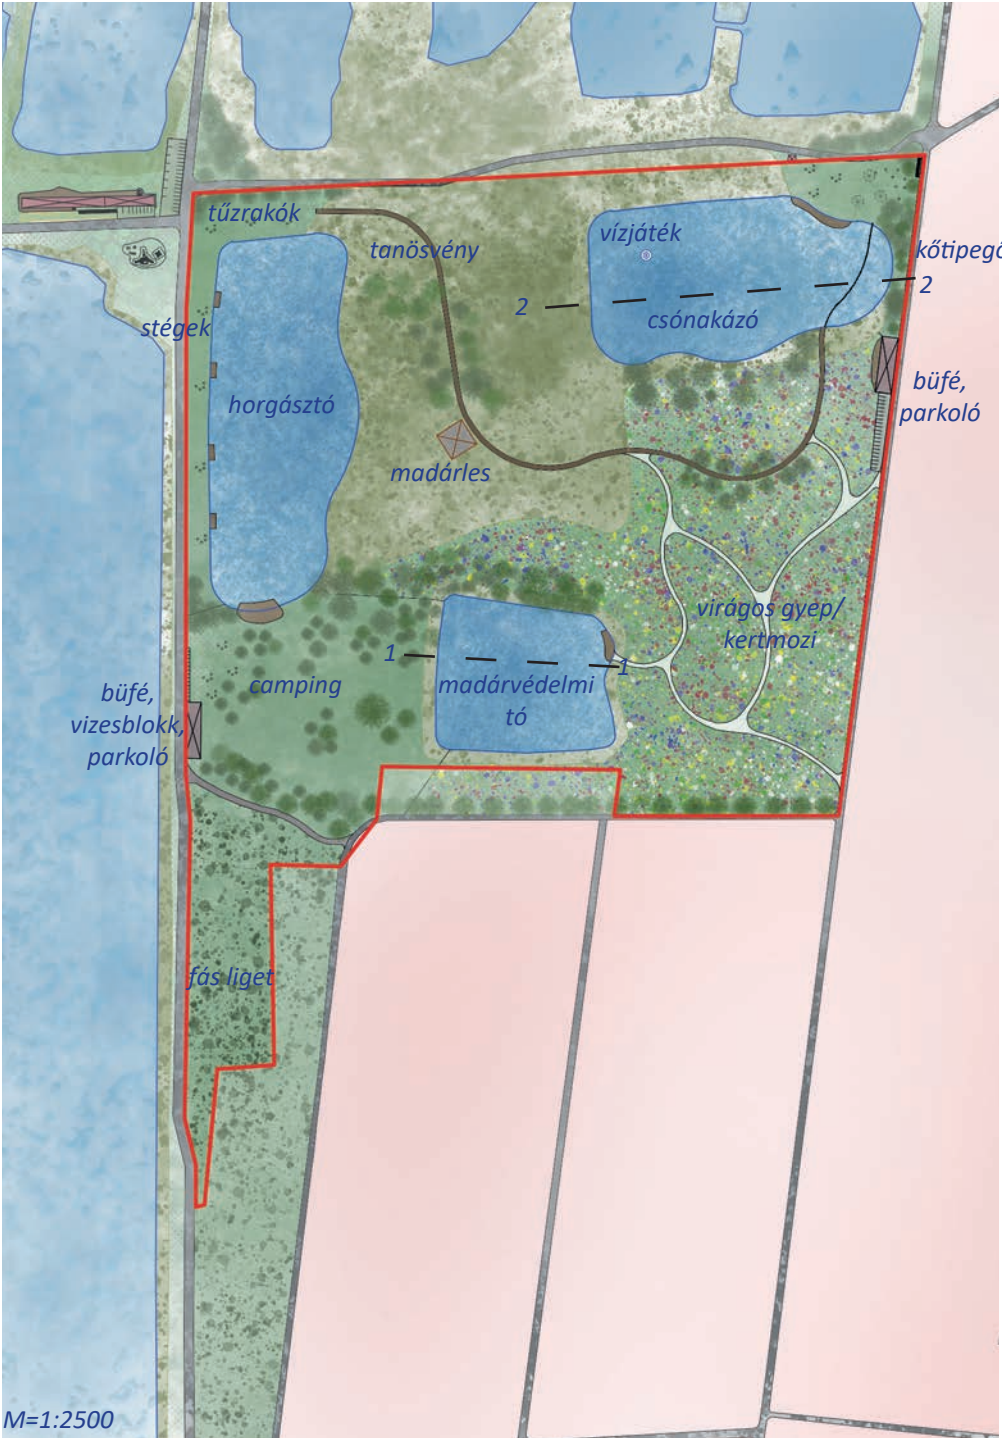 tűzrakók
tanösvény
vízjáték
kőtipegő
2
2
csónakázó
stégek
horgásztó
büfé,
parkoló
madárles
virágos gyep/
kertmozi
1
1
camping
madárvédelmi
tó
büfé,
vizesblokk,
parkoló
fás liget
M=1:2500